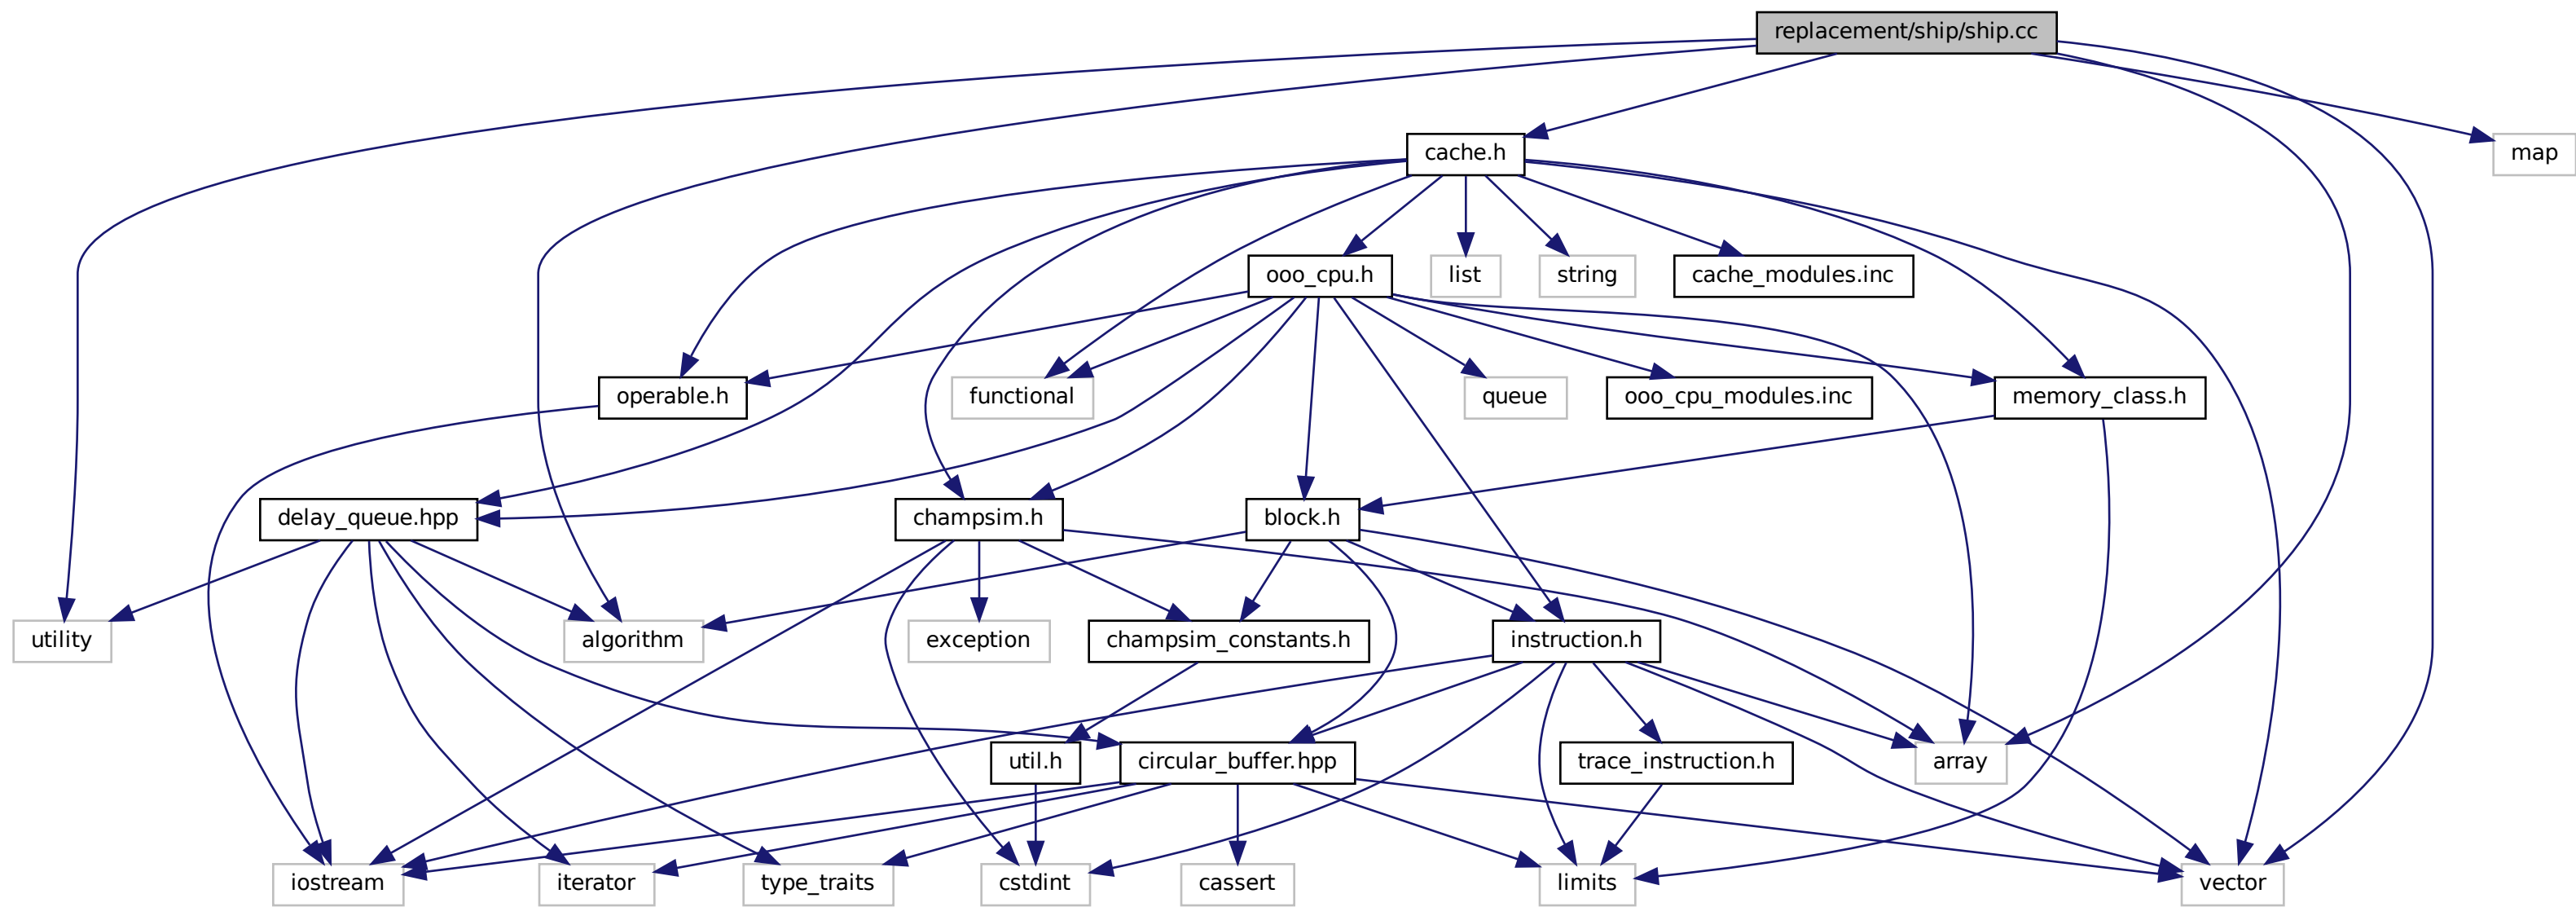 replacement/ship/ship.cc
cache.h
map
ooo_cpu.h
list
string
cache_modules.inc
operable.h
functional
queue
ooo_cpu_modules.inc
memory_class.h
delay_queue.hpp
champsim.h
block.h
utility
algorithm
exception
champsim_constants.h
instruction.h
util.h
circular_buffer.hpp
trace_instruction.h
array
iostream
iterator
type_traits
cstdint
cassert
limits
vector